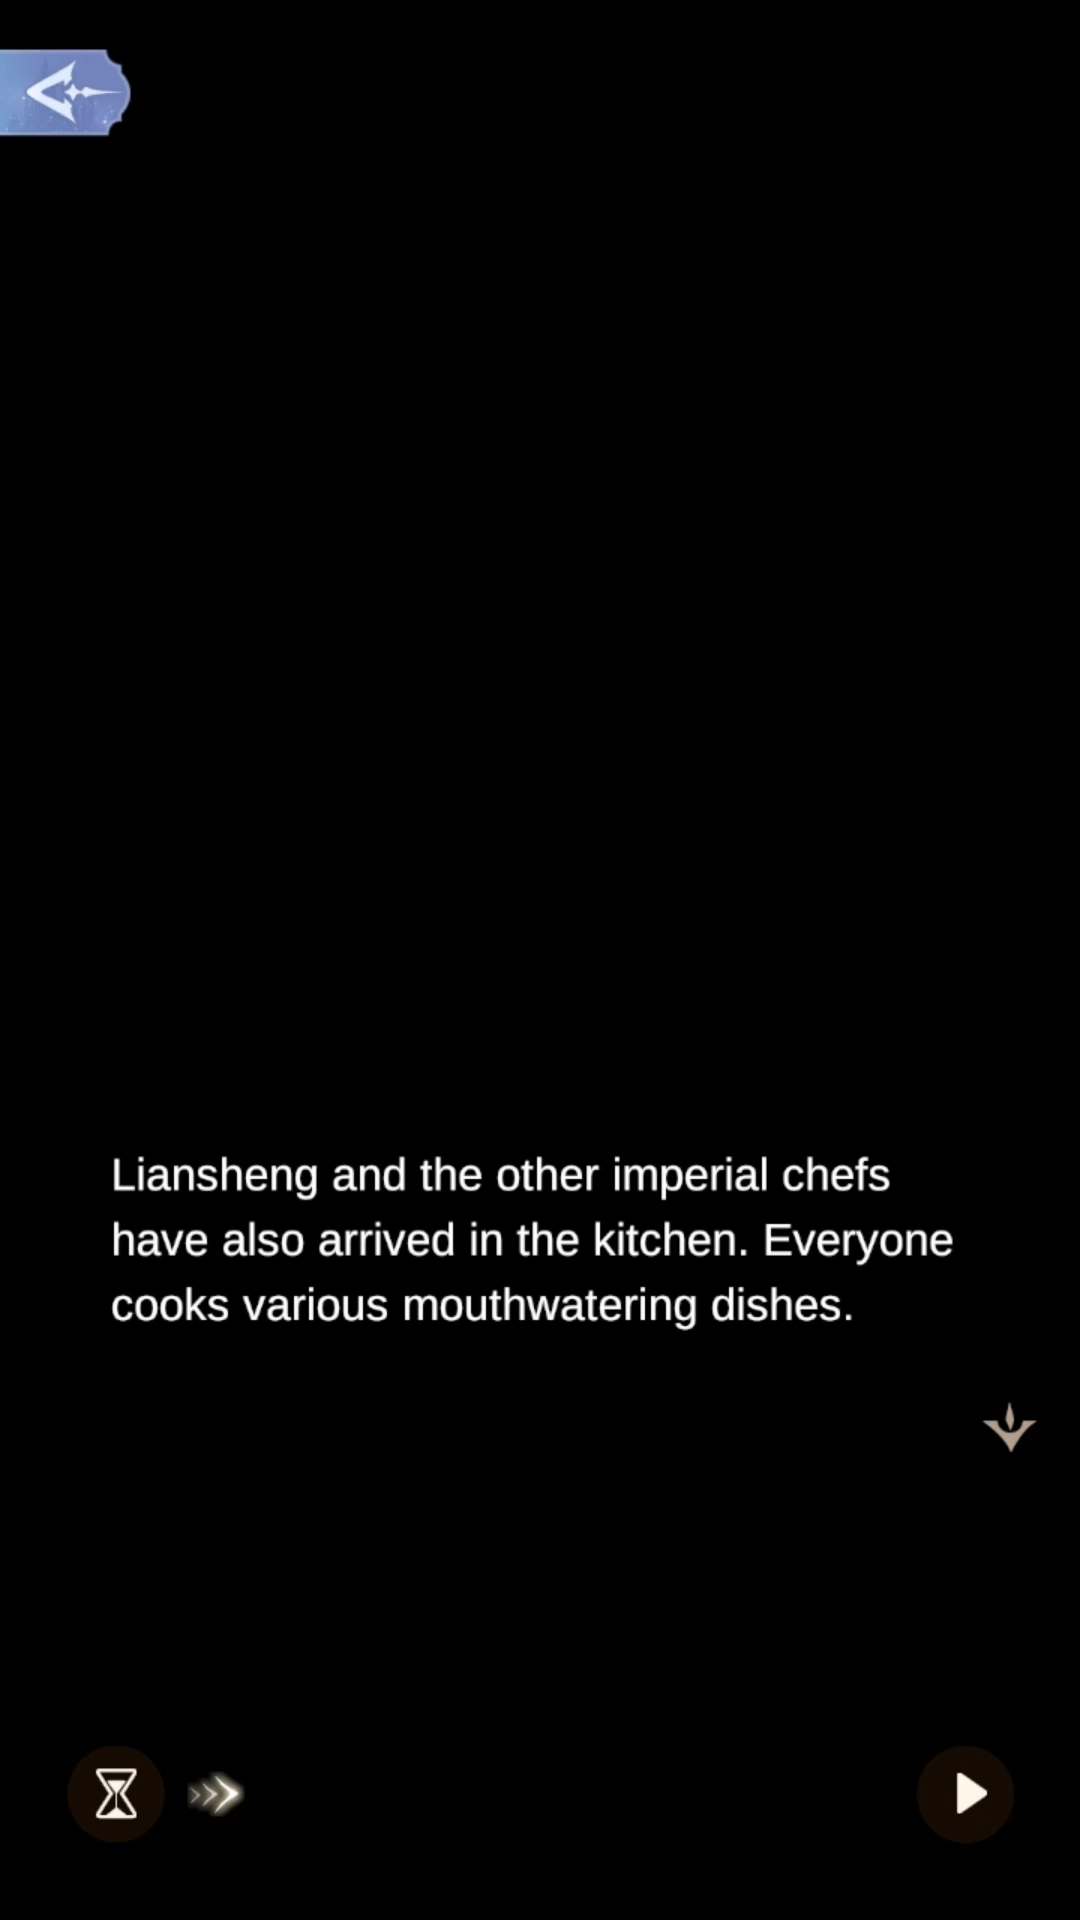 Liansheng and the other imperial chefs
have also arrived in the kitchen. Everyone
cooks various mouthwatering dishes.